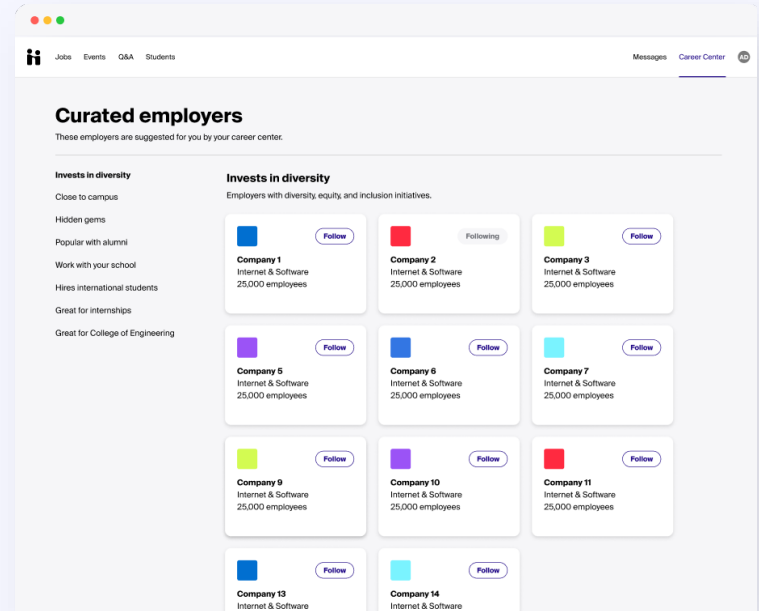 Jobs Events Q&A Students Messages Career Center AD
Curated employers
These employers are suggested for you by your career center.
Invests in diversity
Close to campus
Hidden gems
Popular with alumni
Work with your school
Hires international students
Great for internships
Great for College of Engineering
Invests in diversity
Employers with diversity, equity, and inclusion initiatives.
Follow
Company 1
Internet & Software
25,000 employees
Following
Company 2
Internet & Software
25,000 employees
Follow
Company 3
Internet & Software
25,000 employees
Follow
Company 5
Internet & Software
25,000 employees
Follow
Company 6
Internet & Software
25,000 employees
Follow
Company 7
Internet & Software
25,000 employees
Follow
Company 9
Internet & Software
25,000 employees
Follow
Company 10
Internet & Software
25,000 employees
Follow
Company 11
Internet & Software
25,000 employees
Follow
Company 13
Internet & Software
Follow
Company 14
Internet & Software